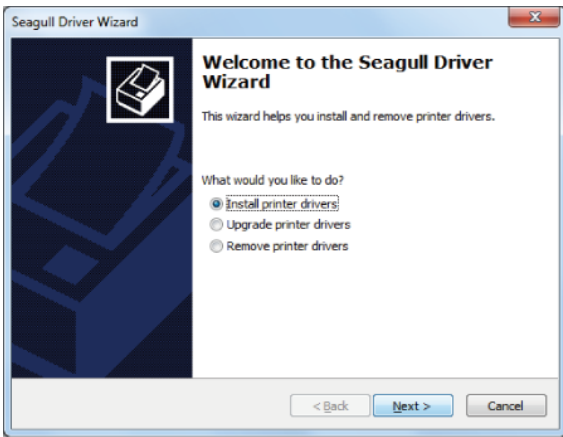 Seagull Driver Wizard
Welcome to the Seagull Driver
Wizard
This wizard helps you install and remove printer drivers.
What would you like to do?
Install printer drivers
Upgrade printer drivers
Remove printer drivers
< Back
Next >
Cancel